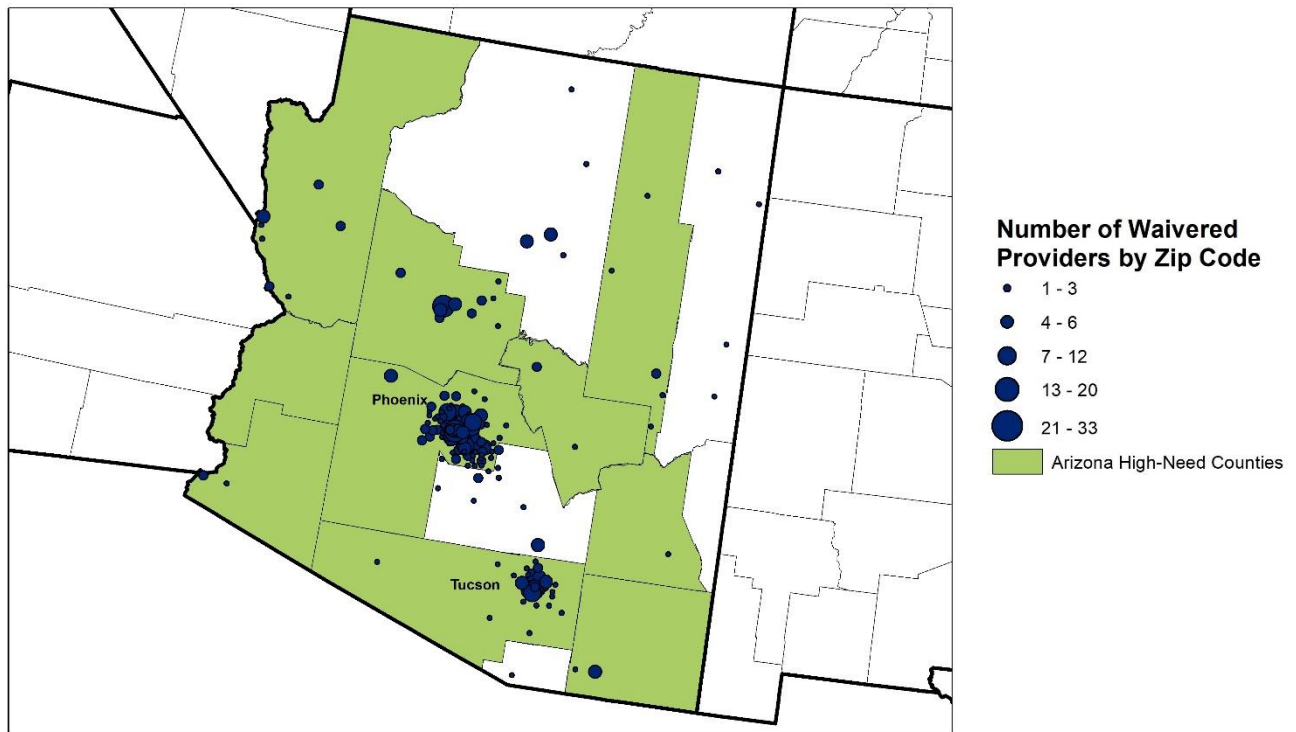 Phoenix
Tucson
Number of Waivered
Providers by Zip Code
1 - 3
4 - 6
7 - 12
13 - 20
21 - 33
Arizona High-Need Counties